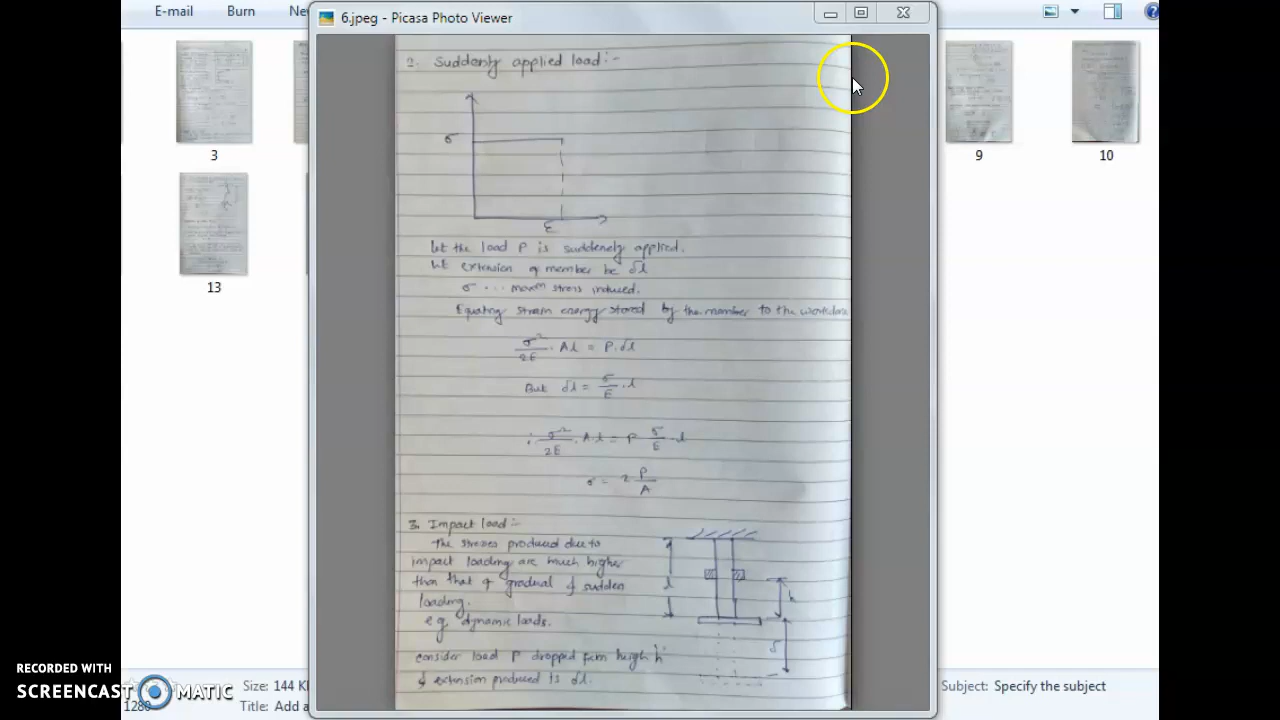 E-mail Burn Ne
6.jpeg - Picasa Photo Viewer
3
9
10
13
2. Suddenly applied load :-
σ
ε
Let the load P is suddenely applied.
Let extension of member be δl
σ ... maxm stress induced.
Equating strain energy stored by the member to the workdone
σ²/2E . Al = P.δl
But δl = σ/E . l
∴ σ²/2E . A.l = P σ/E . l
σ = 2 P/A
3. Impact load :-
The stresses produced due to
impact loading are much higher
than that of gradual & sudden
loading.
e.g. dynamic loads.
consider load P dropped from height 'h'
& extension produced is δl.
l
h
δ
RECORDED WITH
SCREENCAST MATIC
Size: 144 K
1280
Title: Add a
Subject: Specify the subject